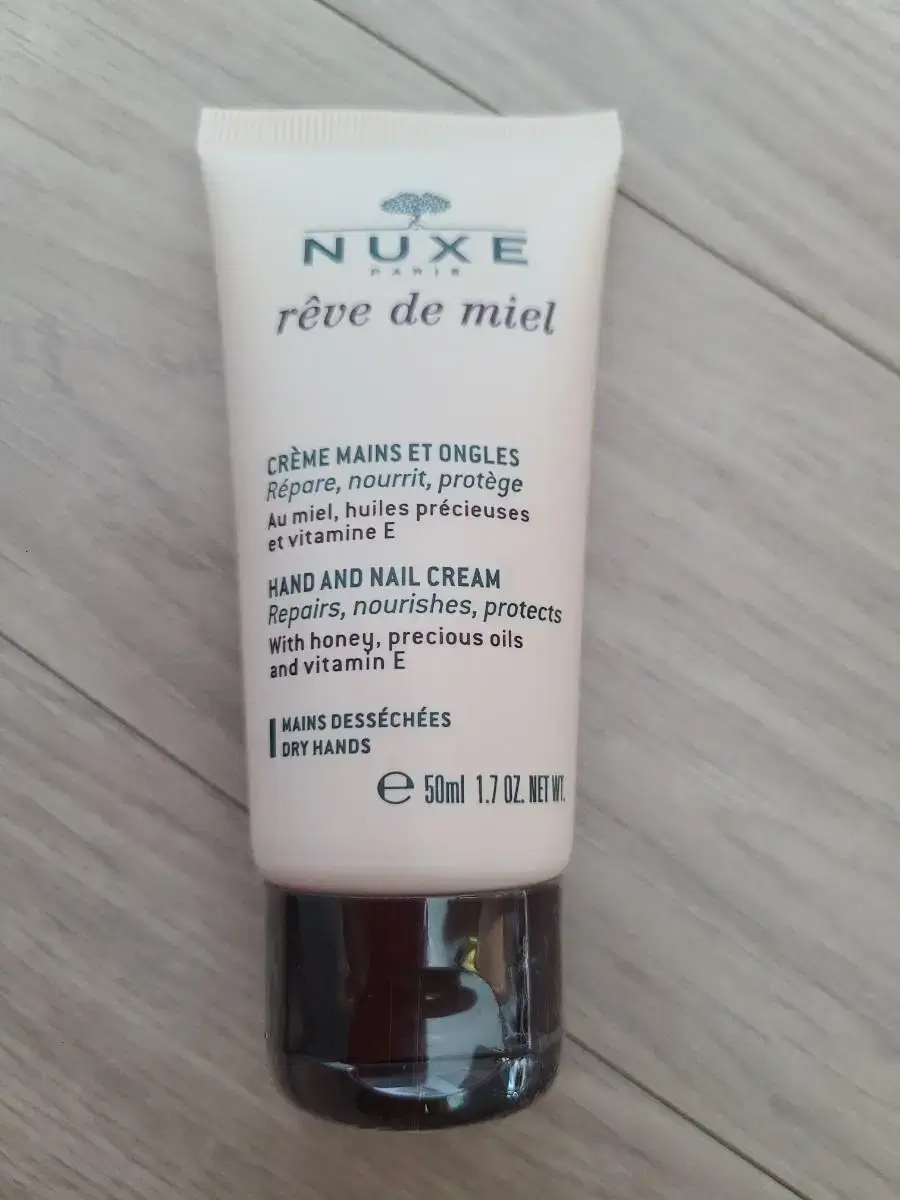 NUXE
PARIS
rêve de miel
CRÈME MAINS ET ONGLES
Répare, nourrit, protège
Au miel, huiles précieuses
et vitamine E
HAND AND NAIL CREAM
Repairs, nourishes, protects
With honey, precious oils
and vitamin E
MAINS DESSÉCHÉES
DRY HANDS
℮ 50ml 1.7 OZ. NET WT.